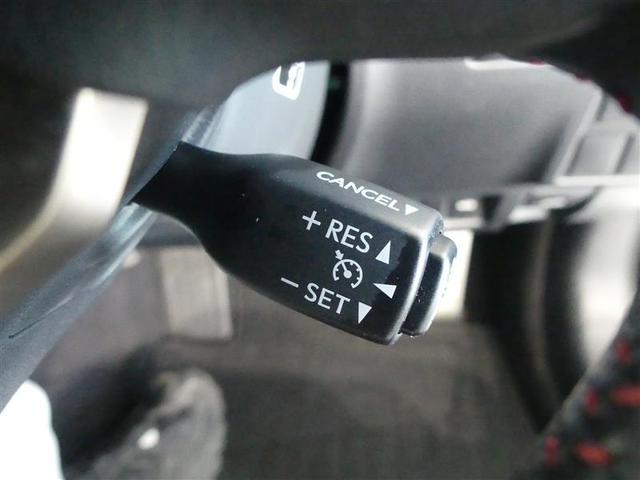 CANCEL▼
+ RES ▲
◀
− SET ▼